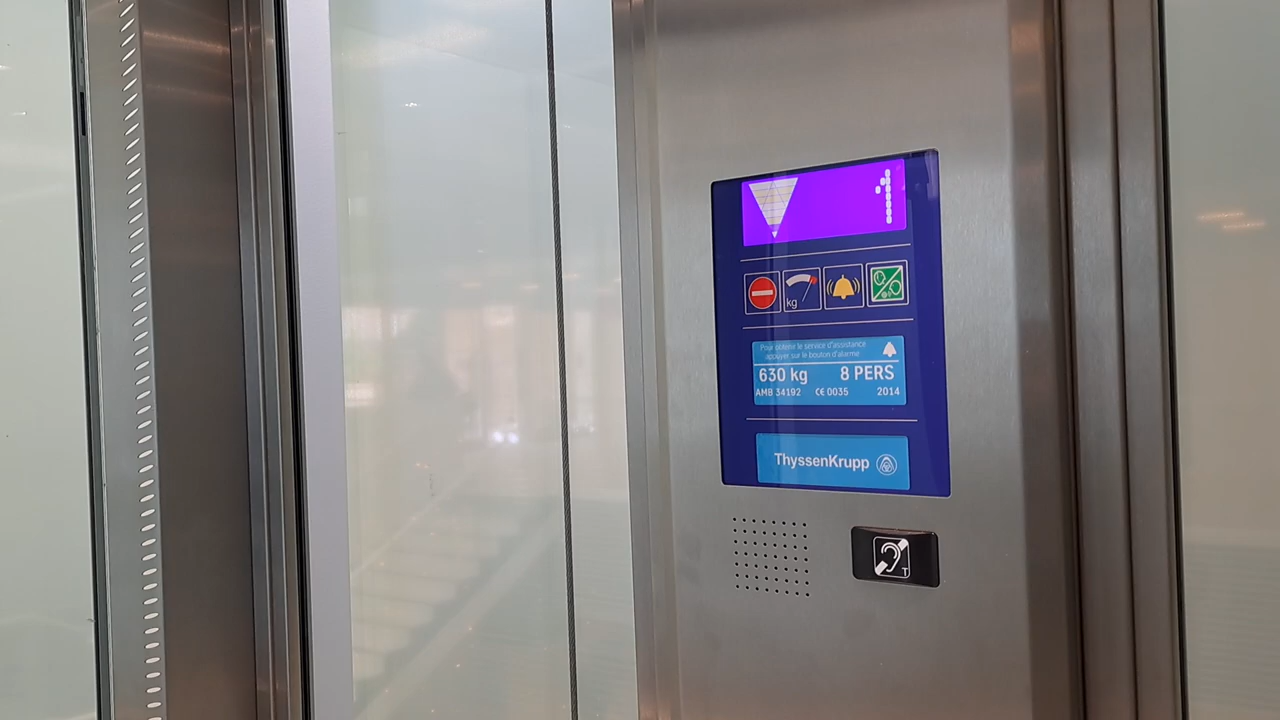 1
kg
Pour obtenir le service d'assistance
appuyer sur le bouton d'alarme
630 kg 8 PERS
AMB 34192 CE 0035 2014
ThyssenKrupp
T